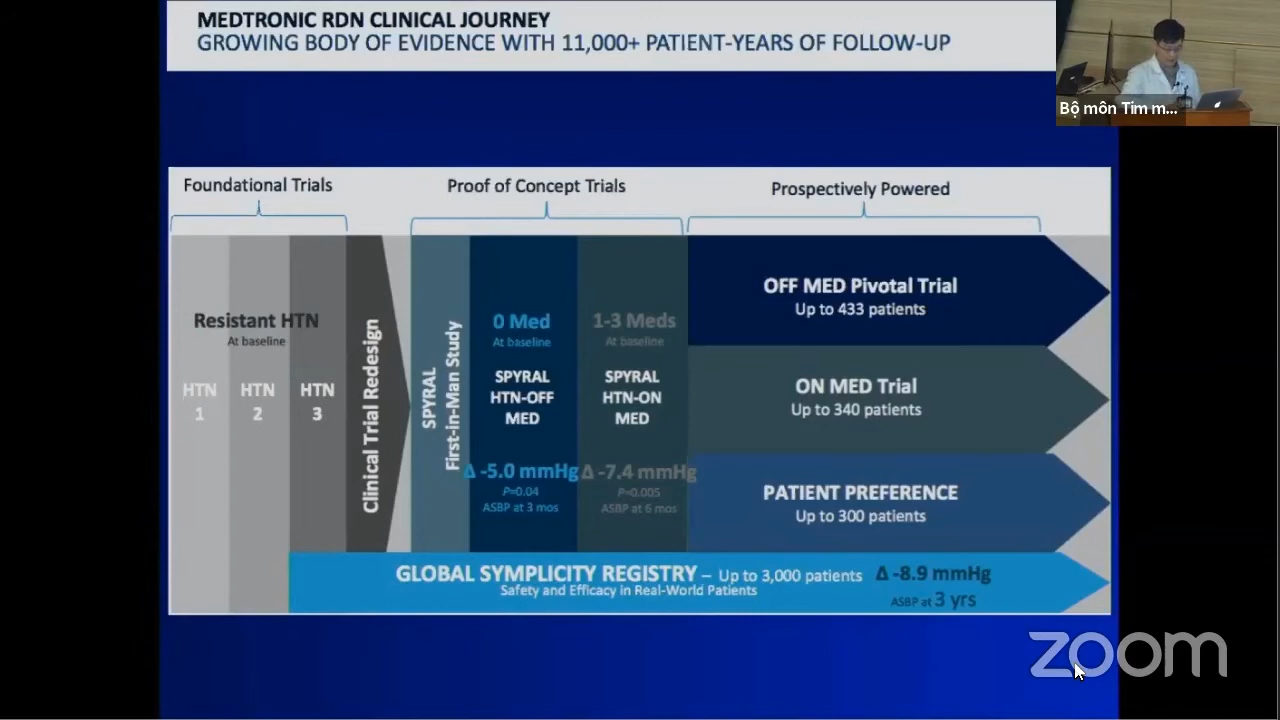 MEDTRONIC RDN CLINICAL JOURNEY
GROWING BODY OF EVIDENCE WITH 11,000+ PATIENT-YEARS OF FOLLOW-UP
Bộ môn Tim m...
Foundational Trials
Proof of Concept Trials
Prospectively Powered
Resistant HTN
At baseline
HTN
1
HTN
2
HTN
3
Clinical Trial Redesign
SPYRAL
First-in-Man Study
0 Med
At baseline
SPYRAL
HTN-OFF
MED
Δ -5.0 mmHg
P=0.04
ASBP at 3 mos
1-3 Meds
At baseline
SPYRAL
HTN-ON
MED
Δ -7.4 mmHg
P=0.005
ASBP at 6 mos
OFF MED Pivotal Trial
Up to 433 patients
ON MED Trial
Up to 340 patients
PATIENT PREFERENCE
Up to 300 patients
GLOBAL SYMPLICITY REGISTRY – Up to 3,000 patients
Safety and Efficacy in Real-World Patients
Δ -8.9 mmHg
ASBP at 3 yrs
zoom